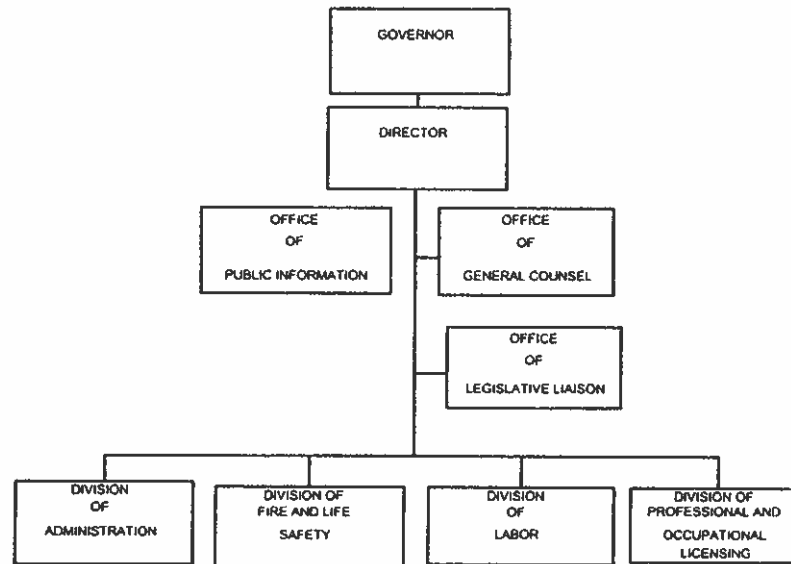 GOVERNOR
DIRECTOR
OFFICE
OF
PUBLIC INFORMATION
OFFICE
OF
GENERAL COUNSEL
OFFICE
OF
LEGISLATIVE LIAISON
DIVISION
OF
ADMINISTRATION
DIVISION OF
FIRE AND LIFE
SAFETY
DIVISION
OF
LABOR
DIVISION OF
PROFESSIONAL AND
OCCUPATIONAL
LICENSING